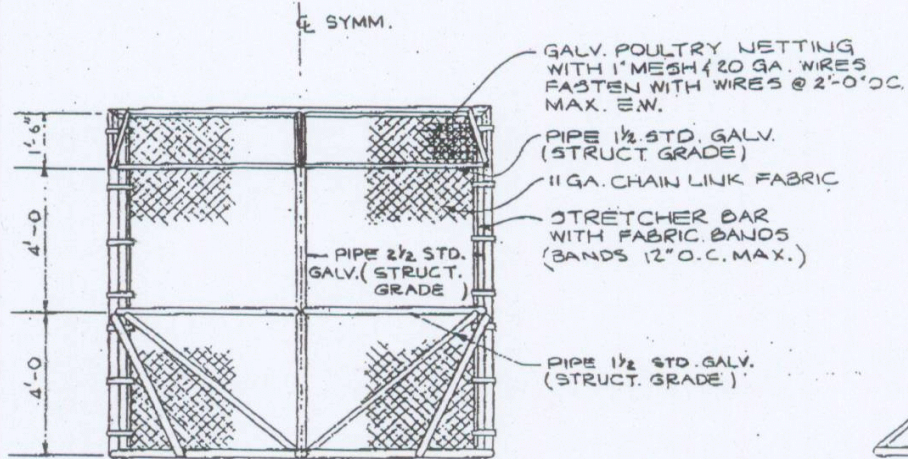 ℄ SYMM.
GALV. POULTRY NETTING
WITH 1" MESH & 20 GA. WIRES
FASTEN WITH WIRES @ 2'-0" OC.
MAX. E.W.
PIPE 1½ STD. GALV.
(STRUCT GRADE)
11 GA. CHAIN LINK FABRIC
STRETCHER BAR
WITH FABRIC BANDS
(BANDS 12" O.C. MAX.)
PIPE 2½ STD.
GALV. (STRUCT.
GRADE)
PIPE 1½ STD. GALV.
(STRUCT. GRADE)
1'-6"
4'-0
4'-0